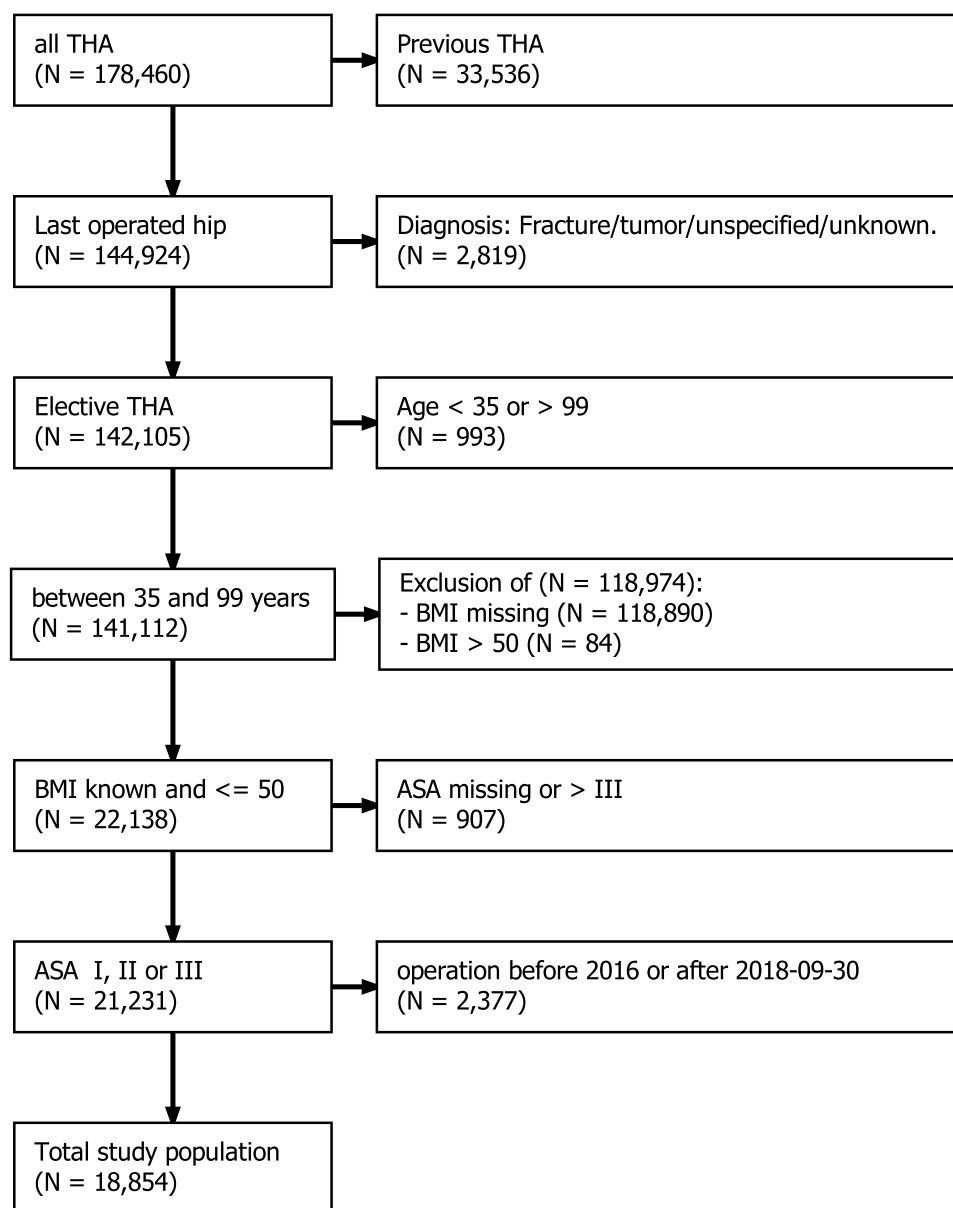 all THA
(N = 178,460)
Previous THA
(N = 33,536)
Last operated hip
(N = 144,924)
Diagnosis: Fracture/tumor/unspecified/unknown.
(N = 2,819)
Elective THA
(N = 142,105)
Age < 35 or > 99
(N = 993)
between 35 and 99 years
(N = 141,112)
Exclusion of (N = 118,974):
- BMI missing (N = 118,890)
- BMI > 50 (N = 84)
BMI known and <= 50
(N = 22,138)
ASA missing or > III
(N = 907)
ASA  I, II or III
(N = 21,231)
operation before 2016 or after 2018-09-30
(N = 2,377)
Total study population
(N = 18,854)